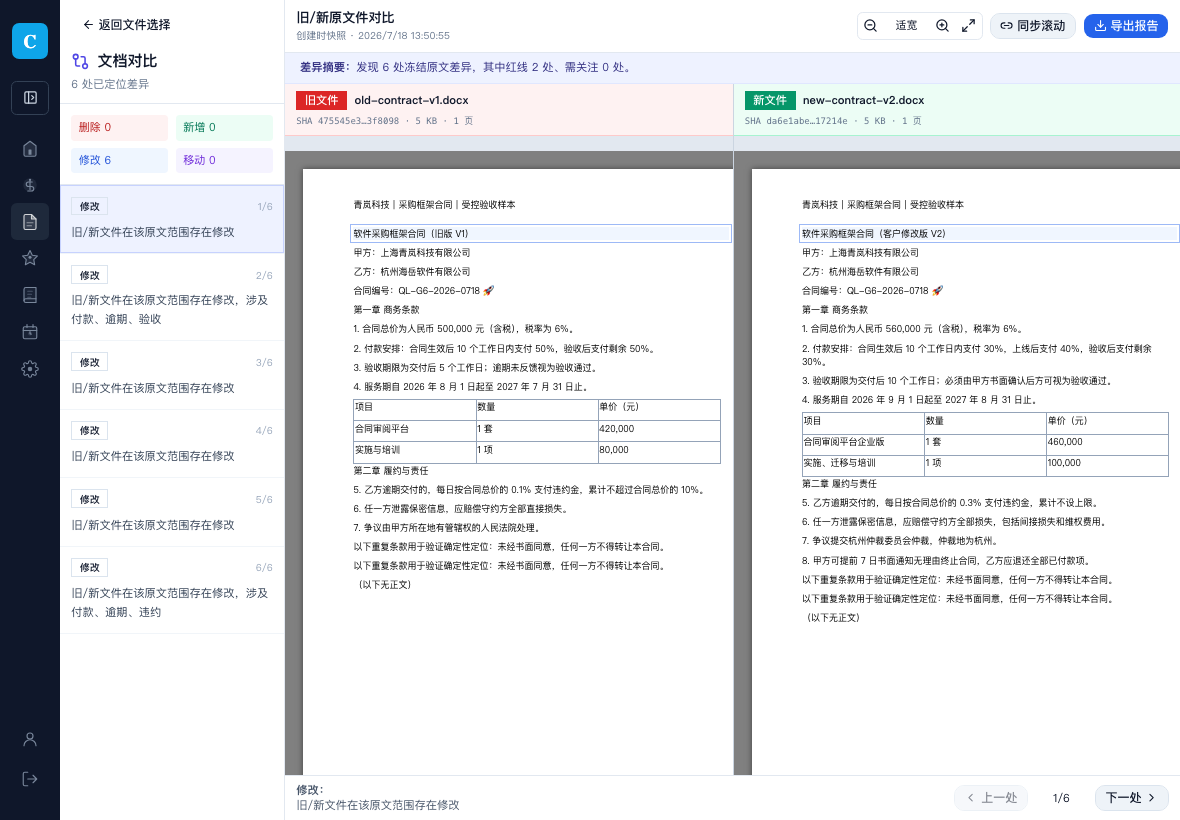 C
返回文件选择
文档对比
6 处已定位差异
删除 0
新增 0
修改 6
移动 0
修改
1/6
旧/新文件在该原文范围存在修改
修改
2/6
旧/新文件在该原文范围存在修改，涉及
付款、逾期、验收
修改
3/6
旧/新文件在该原文范围存在修改
修改
4/6
旧/新文件在该原文范围存在修改
修改
5/6
旧/新文件在该原文范围存在修改
修改
6/6
旧/新文件在该原文范围存在修改，涉及
付款、逾期、违约
旧/新原文件对比
创建时快照 · 2026/7/18 13:50:55
适宽
同步滚动
导出报告
差异摘要：发现 6 处冻结原文差异，其中红线 2 处、需关注 0 处。
旧文件 old-contract-v1.docx
SHA 475545e3…3f8098 · 5 KB · 1 页
青岚科技｜采购框架合同｜受控验收样本
软件采购框架合同（旧版 V1）
甲方：上海青岚科技有限公司
乙方：杭州海岳软件有限公司
合同编号：QL-G6-2026-0718 🚀
第一章 商务条款
1. 合同总价为人民币 500,000 元（含税），税率为 6%。
2. 付款安排：合同生效后 10 个工作日内支付 50%，验收后支付剩余 50%。
3. 验收期限为交付后 5 个工作日；逾期未反馈视为验收通过。
4. 服务期自 2026 年 8 月 1 日起至 2027 年 7 月 31 日止。
项目 数量 单价（元）
合同审阅平台 1 套 420,000
实施与培训 1 项 80,000
第二章 履约与责任
5. 乙方逾期交付的，每日按合同总价的 0.1% 支付违约金，累计不超过合同总价的 10%。
6. 任一方泄露保密信息，应赔偿守约方全部直接损失。
7. 争议由甲方所在地有管辖权的人民法院处理。
以下重复条款用于验证确定性定位：未经书面同意，任何一方不得转让本合同。
以下重复条款用于验证确定性定位：未经书面同意，任何一方不得转让本合同。
（以下无正文）
新文件 new-contract-v2.docx
SHA da6e1abe…17214e · 5 KB · 1 页
青岚科技｜采购框架合同｜受控验收样本
软件采购框架合同（客户修改版 V2）
甲方：上海青岚科技有限公司
乙方：杭州海岳软件有限公司
合同编号：QL-G6-2026-0718 🚀
第一章 商务条款
1. 合同总价为人民币 560,000 元（含税），税率为 6%。
2. 付款安排：合同生效后 10 个工作日内支付 30%，上线后支付 40%，验收后支付剩余
30%。
3. 验收期限为交付后 10 个工作日；必须由甲方书面确认后方可视为验收通过。
4. 服务期自 2026 年 9 月 1 日起至 2027 年 8 月 31 日止。
项目 数量 单价（元）
合同审阅平台企业版 1 套 460,000
实施、迁移与培训 1 项 100,000
第二章 履约与责任
5. 乙方逾期交付的，每日按合同总价的 0.3% 支付违约金，累计不设上限。
6. 任一方泄露保密信息，应赔偿守约方全部损失，包括间接损失和维权费用。
7. 争议提交杭州仲裁委员会仲裁，仲裁地为杭州。
8. 甲方可提前 7 日书面通知无理由终止合同，乙方应退还全部已付款项。
以下重复条款用于验证确定性定位：未经书面同意，任何一方不得转让本合同。
以下重复条款用于验证确定性定位：未经书面同意，任何一方不得转让本合同。
（以下无正文）
修改：
旧/新文件在该原文范围存在修改
上一处
1/6
下一处